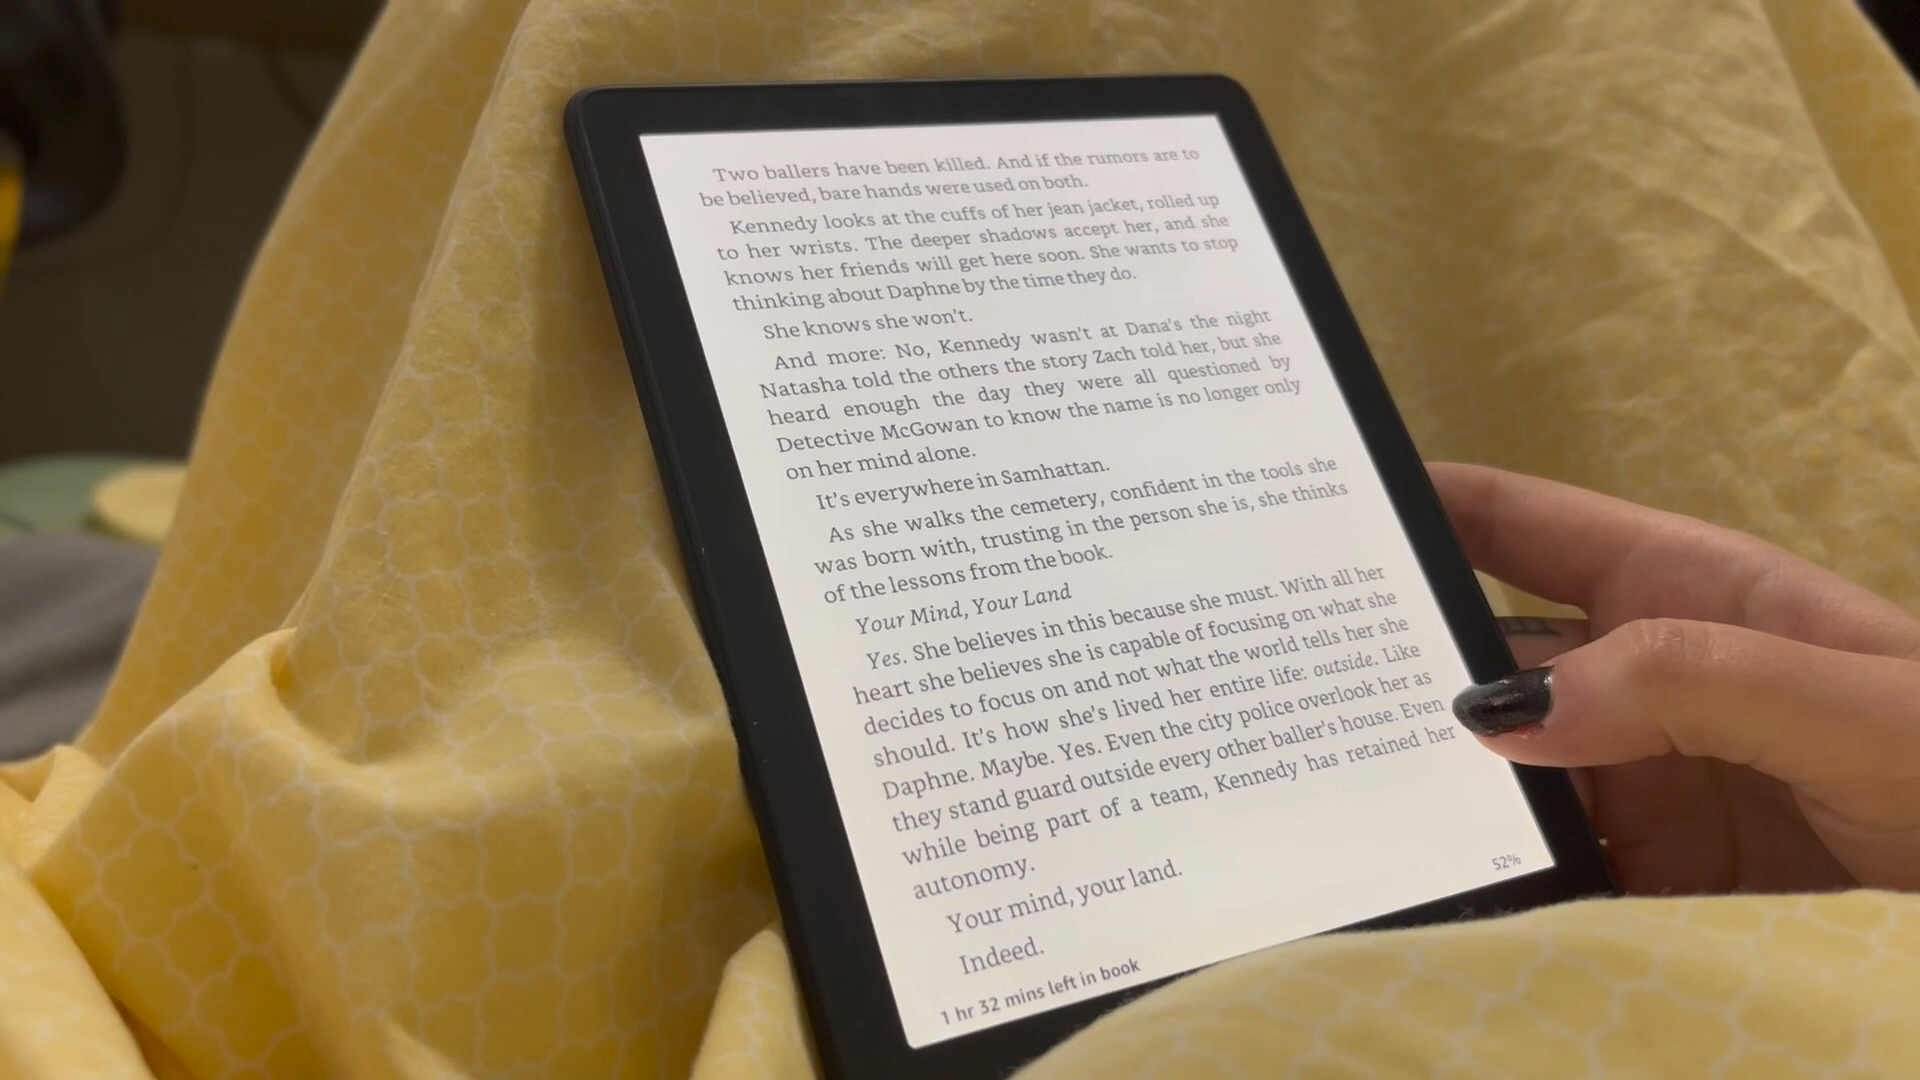 Two ballers have been killed. And if the rumors are to
be believed, bare hands were used on both.
Kennedy looks at the cuffs of her jean jacket, rolled up
to her wrists. The deeper shadows accept her, and she
knows her friends will get here soon. She wants to stop
thinking about Daphne by the time they do.
She knows she won't.
And more: No, Kennedy wasn't at Dana's the night
Natasha told the others the story Zach told her, but she
heard enough the day they were all questioned by
Detective McGowan to know the name is no longer only
on her mind alone.
It's everywhere in Samhattan.
As she walks the cemetery, confident in the tools she
was born with, trusting in the person she is, she thinks
of the lessons from the book.
Your Mind, Your Land
Yes. She believes in this because she must. With all her
heart she believes she is capable of focusing on what she
decides to focus on and not what the world tells her she
should. It's how she's lived her entire life: outside. Like
Daphne. Maybe. Yes. Even the city police overlook her as
they stand guard outside every other baller's house. Even
while being part of a team, Kennedy has retained her
autonomy.
Your mind, your land.
Indeed.
1 hr 32 mins left in book
52%